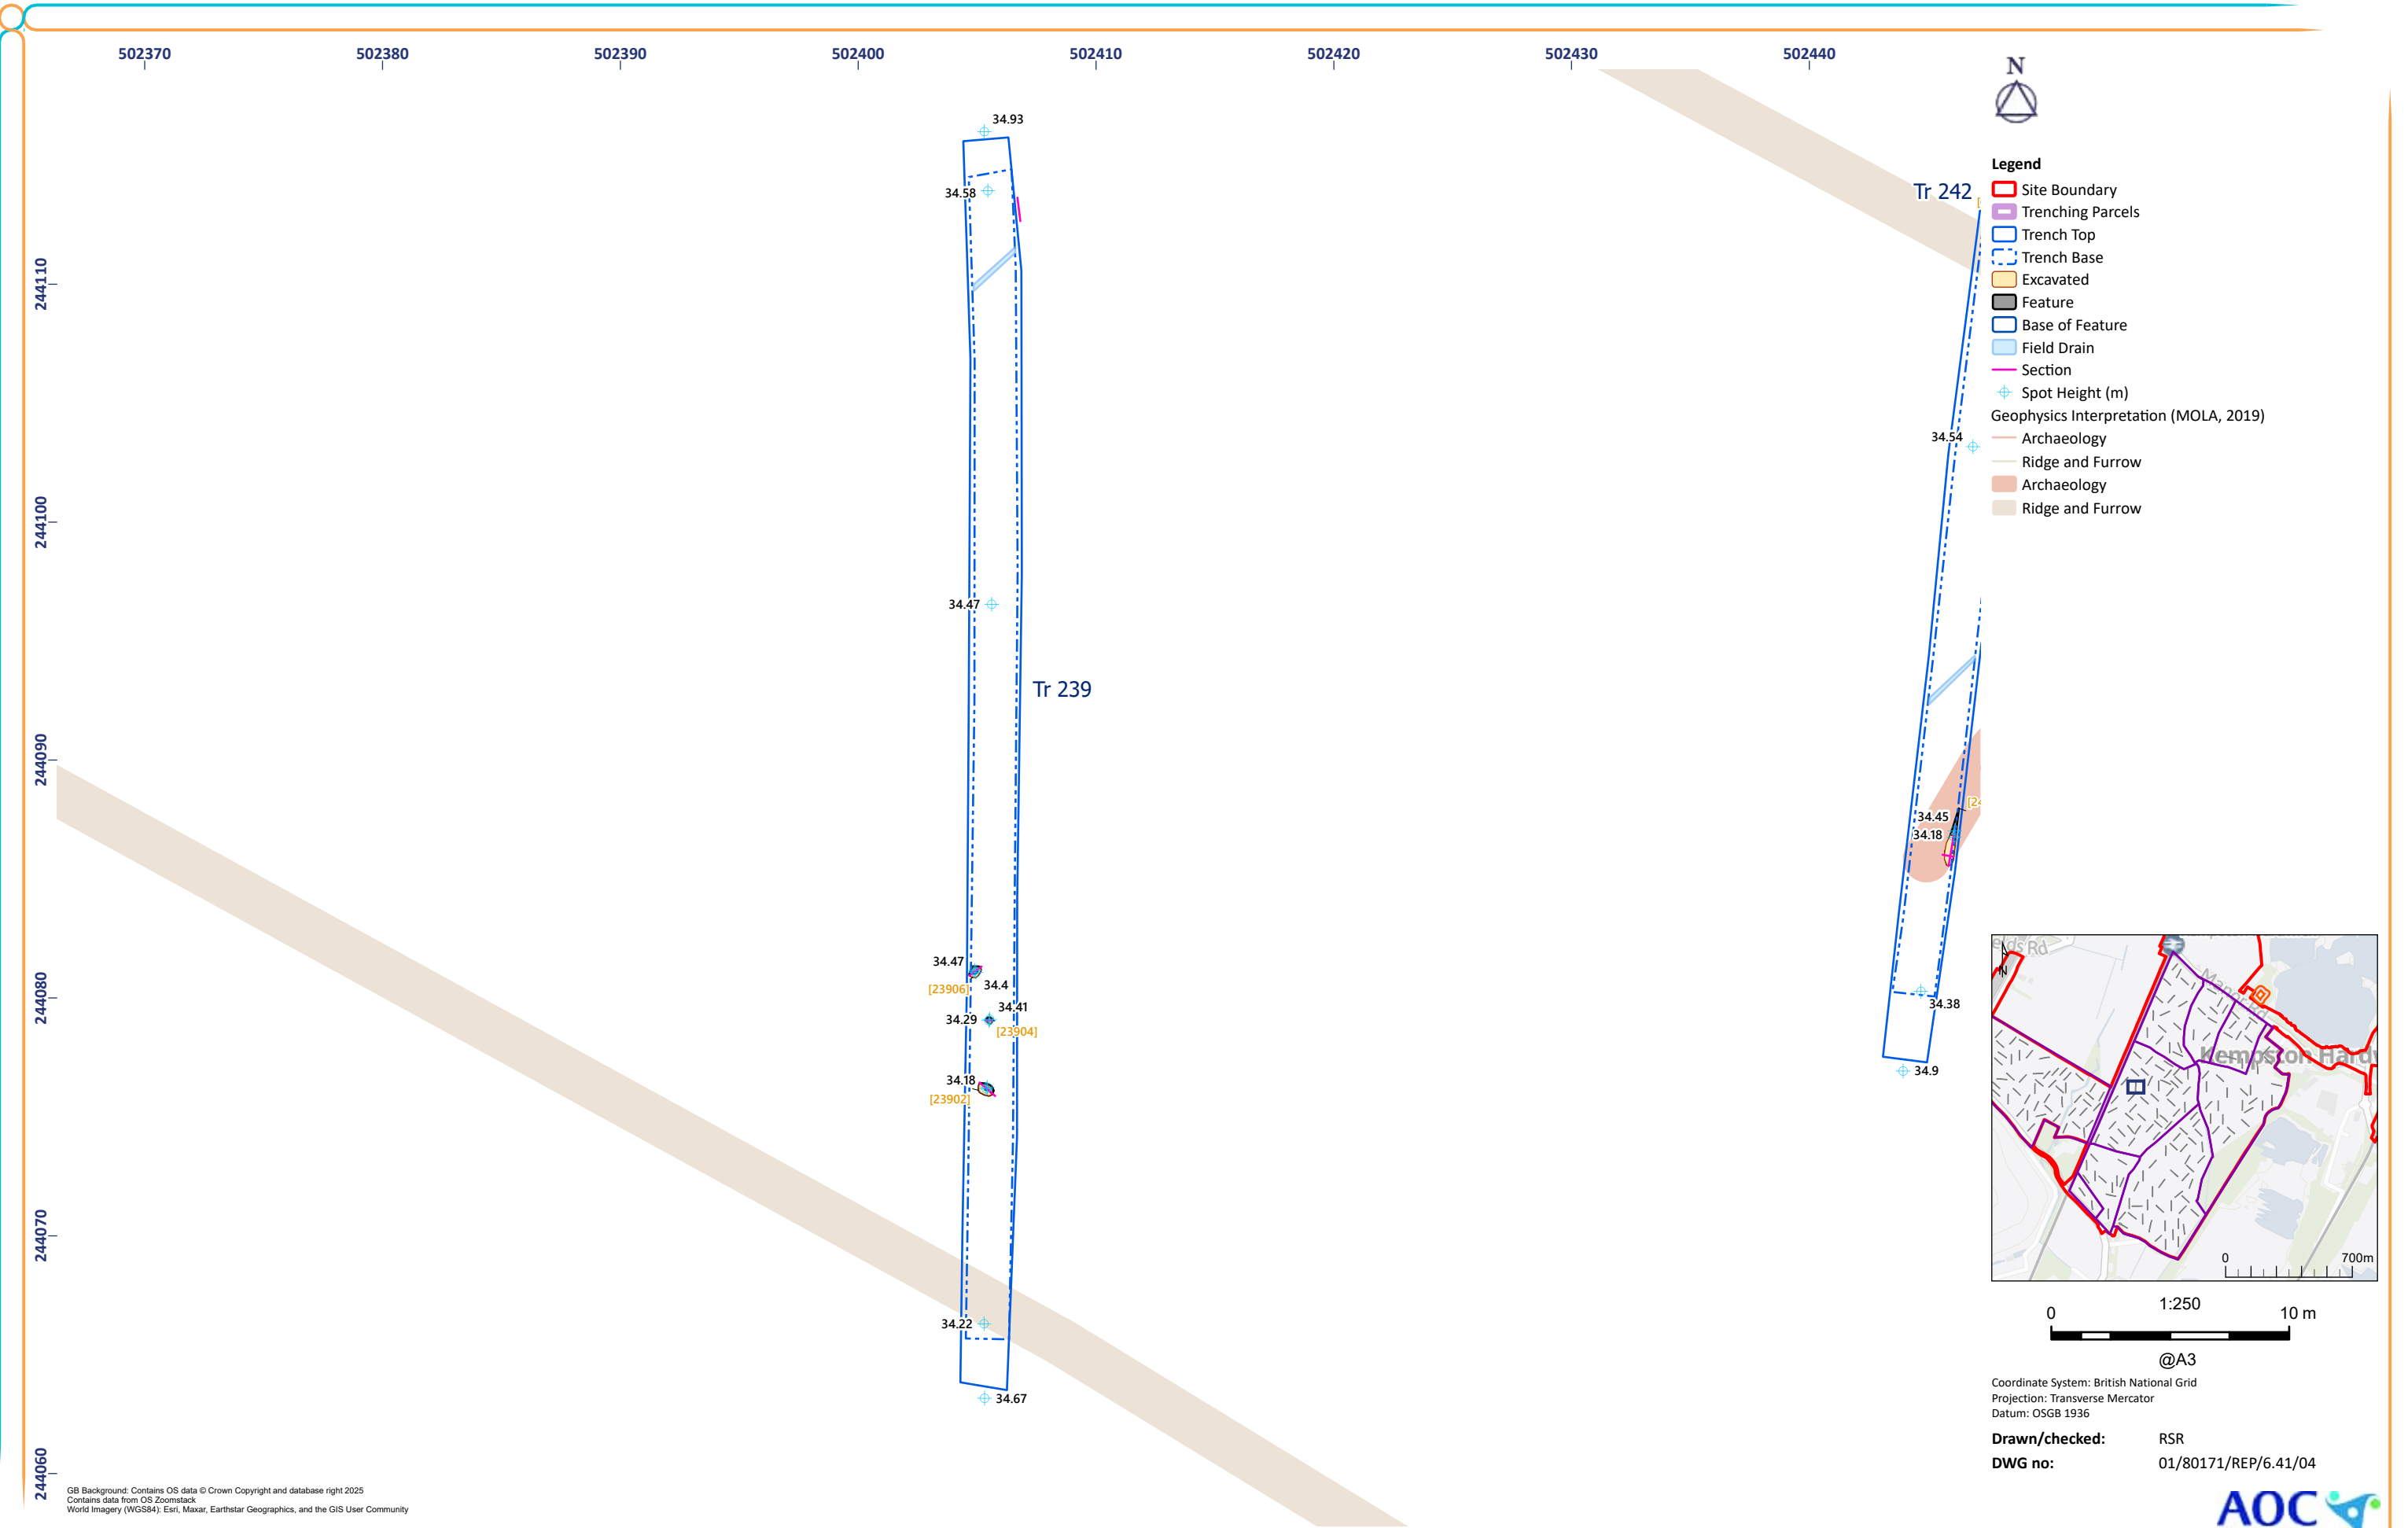 502370 502380 502390 502400 502410 502420 502430 502440
N
34.93
Legend
34.58
Tr 242
Site Boundary
Trenching Parcels
Trench Top
Trench Base
244110
Excavated
Feature
Base of Feature
Field Drain
Section
Spot Height (m)
Geophysics Interpretation (MOLA, 2019)
34.54
Archaeology
Ridge and Furrow
Archaeology
244100
Ridge and Furrow
34.47
Tr 239
244090
[24
34.45
34.18
34.47
34.4
[23906]
244080
34.41
34.29
[23904]
34.38
34.18
[23902]
34.9
Manor Rd
Kempston Hardw
N
0 700m
244070
34.22
34.67
1:250
0 10 m
@A3
Coordinate System: British National Grid
Projection: Transverse Mercator
Datum: OSGB 1936
Drawn/checked: RSR
DWG no: 01/80171/REP/6.41/04
244060
GB Background: Contains OS data © Crown Copyright and database right 2025
Contains data from OS Zoomstack
World Imagery (WGS84): Esri, Maxar, Earthstar Geographics, and the GIS User Community
AOC